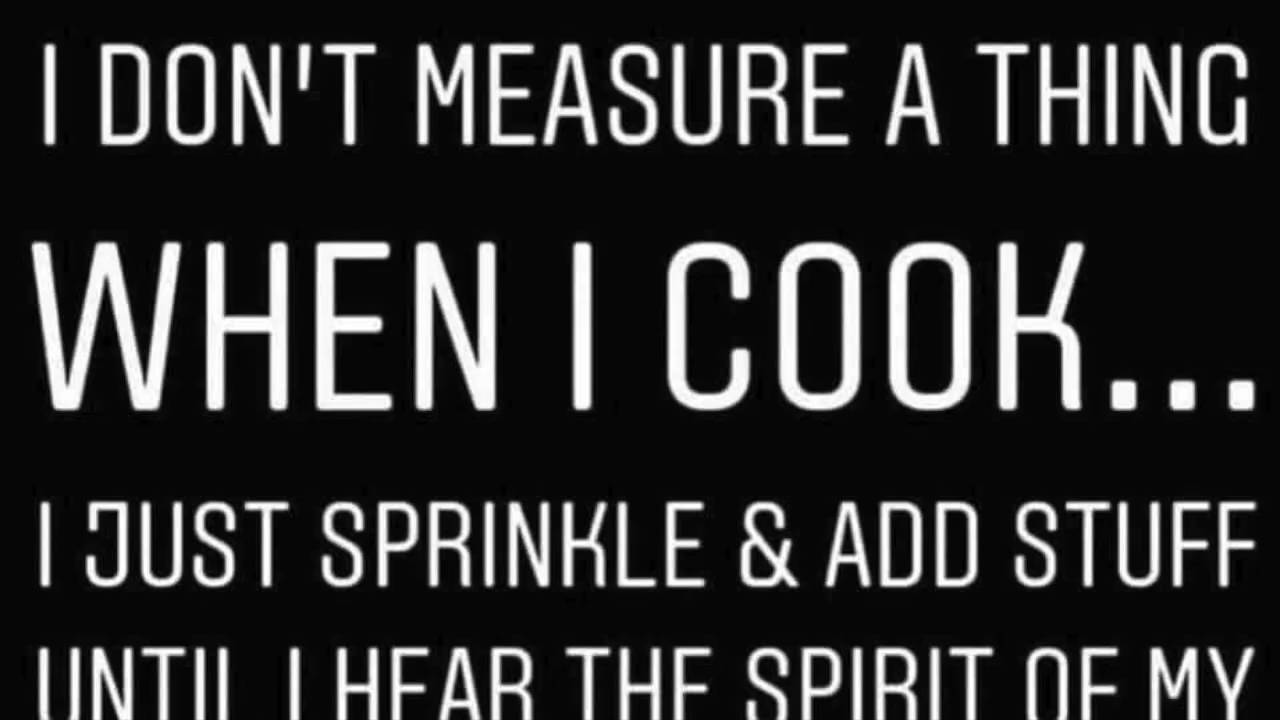 I DON'T MEASURE A THING
WHEN I COOK...
I JUST SPRINKLE & ADD STUFF
UNTIL I HEAR THE SPIRIT OF MY